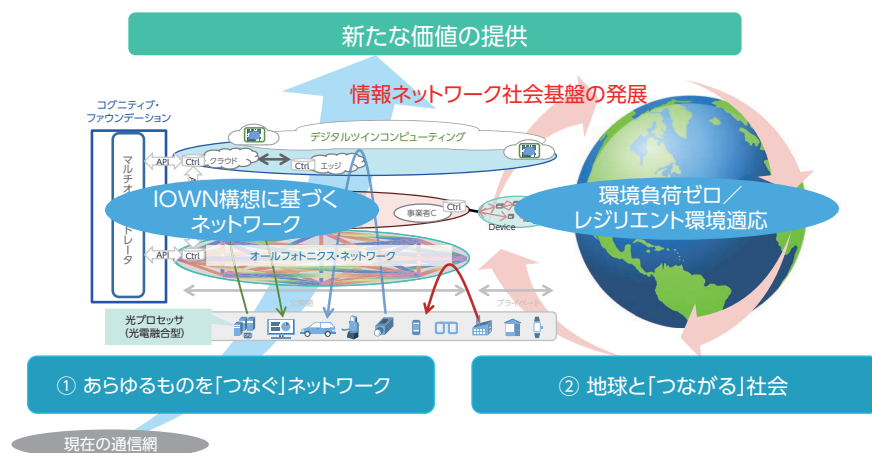 新たな価値の提供
情報ネットワーク社会基盤の発展
コグニティブ・
ファウンデーション
デジタルツインコンピューティング
API
Ctrl
クラウド
Ctrl
エッジ
IOWN構想に基づく
ネットワーク
事業者C
Ctrl
Device
環境負荷ゼロ／
レジリエント環境適応
API
Ctrl
オールフォトニクス・ネットワーク
プライベート
光プロセッサ
(光電融合型)
① あらゆるものを「つなぐ」ネットワーク
② 地球と「つながる」社会
現在の通信網